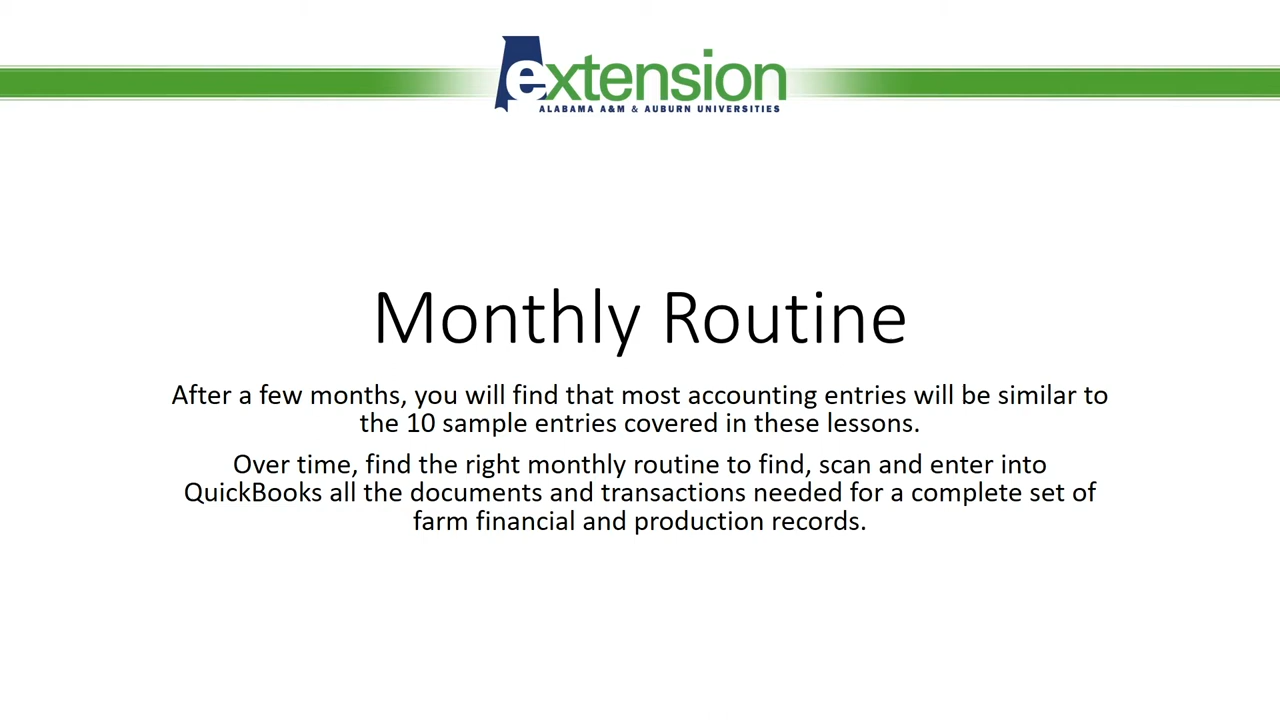 extension
ALABAMA A&M & AUBURN UNIVERSITIES
Monthly Routine
After a few months, you will find that most accounting entries will be similar to
the 10 sample entries covered in these lessons.
Over time, find the right monthly routine to find, scan and enter into
QuickBooks all the documents and transactions needed for a complete set of
farm financial and production records.